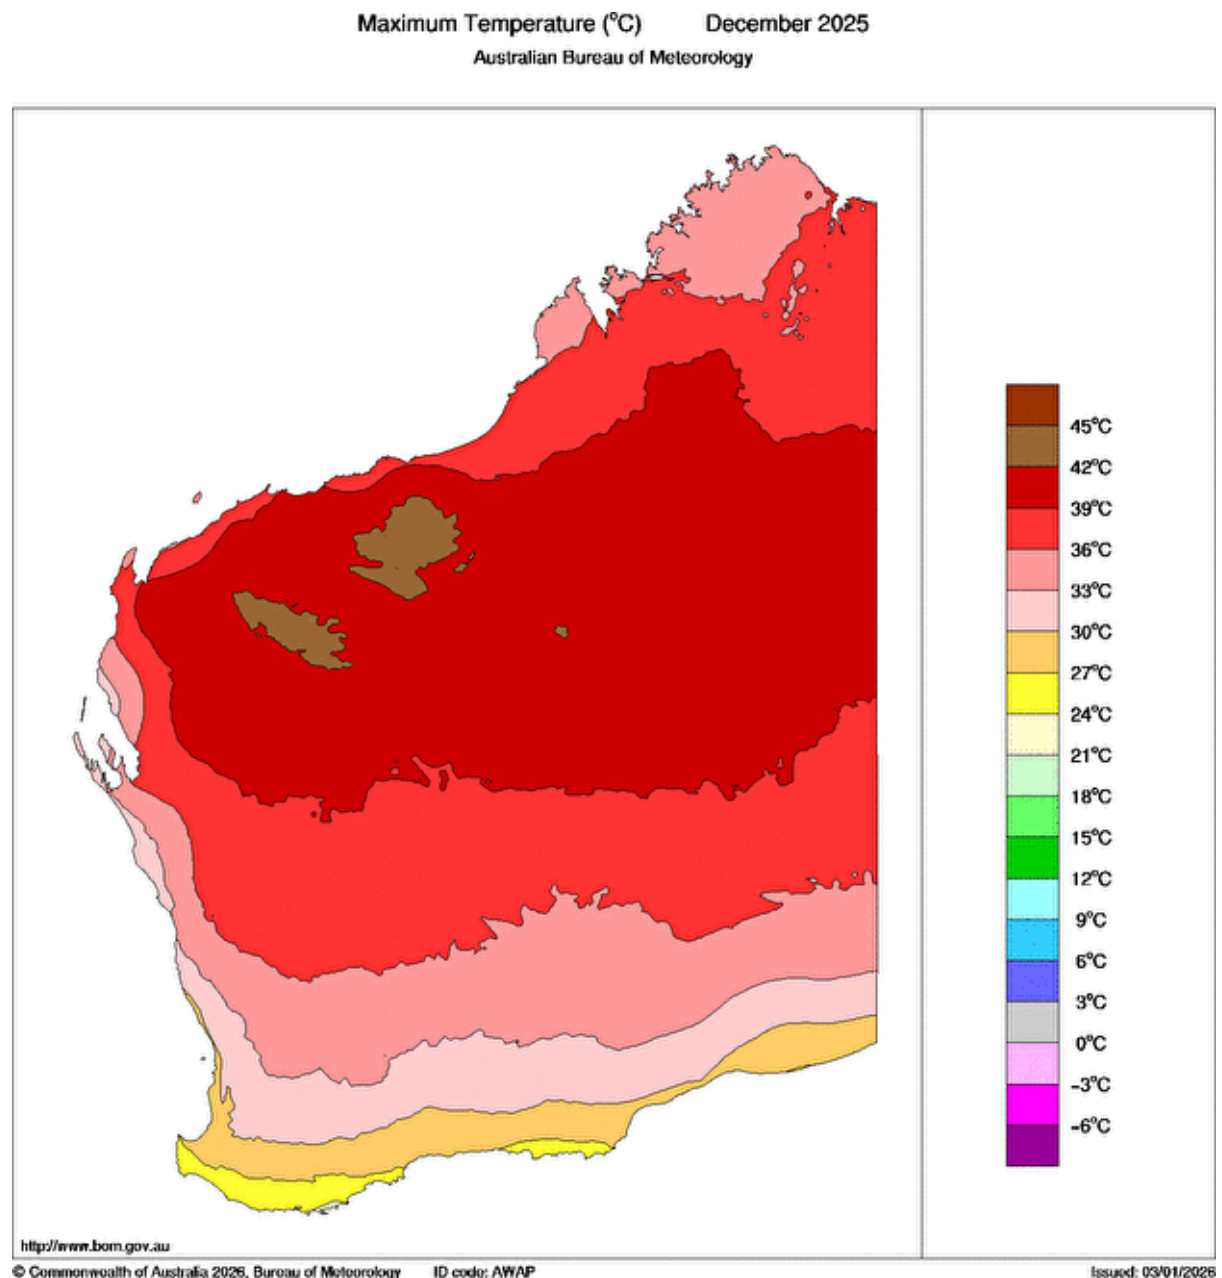 Maximum Temperature (°C) December 2025
Australian Bureau of Meteorology
45°C
42°C
39°C
36°C
33°C
30°C
27°C
24°C
21°C
18°C
15°C
12°C
9°C
6°C
3°C
0°C
-3°C
-6°C
http://www.bom.gov.au
© Commonwealth of Australia 2026, Bureau of Meteorology ID code: AWAP Issued: 03/01/2026